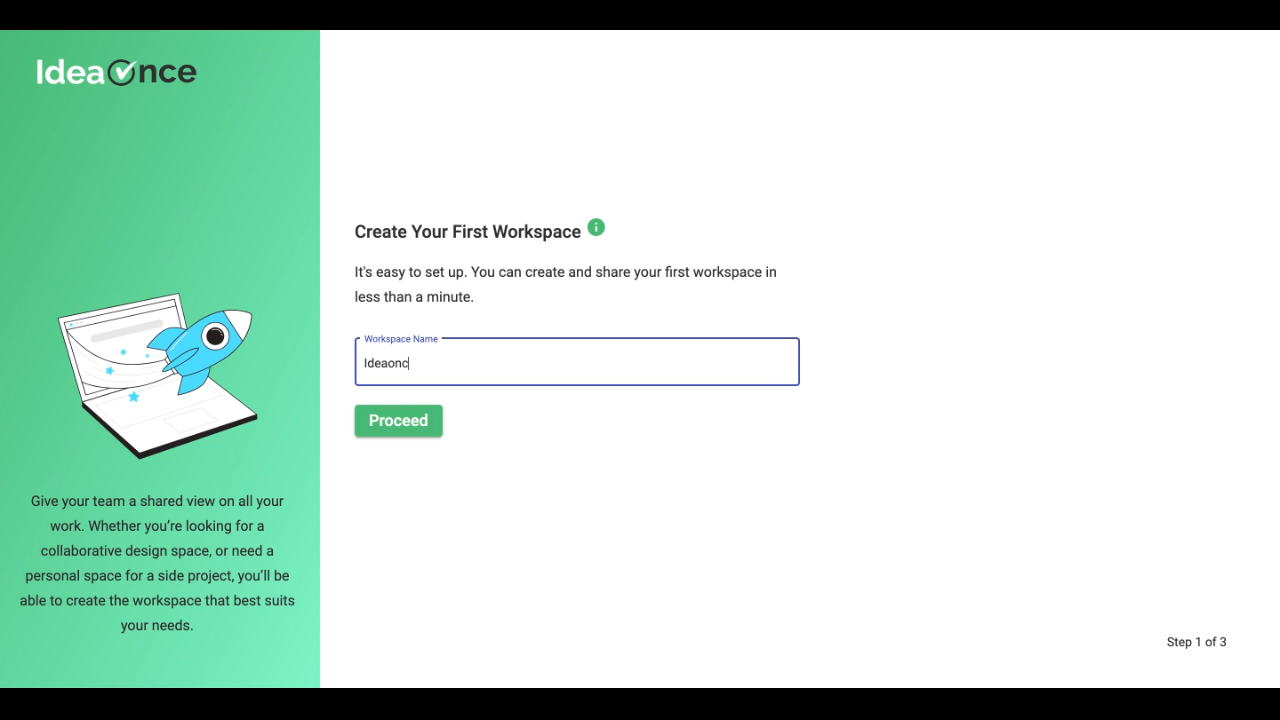 IdeaOnce
Create Your First Workspace
It's easy to set up. You can create and share your first workspace in
less than a minute.
Workspace Name
Ideaonc
Proceed
Give your team a shared view on all your
work. Whether you’re looking for a
collaborative design space, or need a
personal space for a side project, you’ll be
able to create the workspace that best suits
your needs.
Step 1 of 3